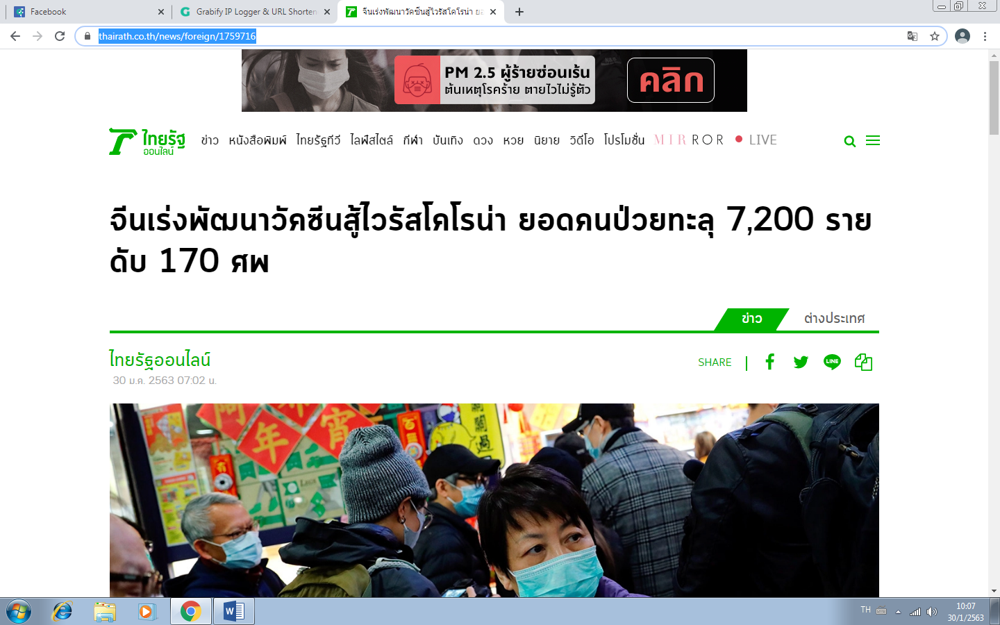 Facebook
Grabify IP Logger & URL Shorten
จีนเร่งพัฒนาวัคซีนสู้ไวรัสโคโรน่า ยอ
thairath.co.th/news/foreign/1759716
PM 2.5 ผู้ร้ายซ่อนเร้น
ต้นเหตุโรคร้าย ตายไวไม่รู้ตัว
คลิก
ไทยรัฐ
ออนไลน์
ข่าว หนังสือพิมพ์ ไทยรัฐทีวี ไลฟ์สไตล์ กีฬา บันเทิง ดวง หวย นิยาย วิดีโอ โปรโมชั่น MIRROR LIVE
จีนเร่งพัฒนาวัคซีนสู้ไวรัสโคโรน่า ยอดคนป่วยทะลุ 7,200 ราย
ดับ 170 ศพ
ข่าว ต่างประเทศ
ไทยรัฐออนไลน์
SHARE
LINE
30 ม.ค. 2563 07:02 น.
年
宵
TH
10:07
30/1/2563